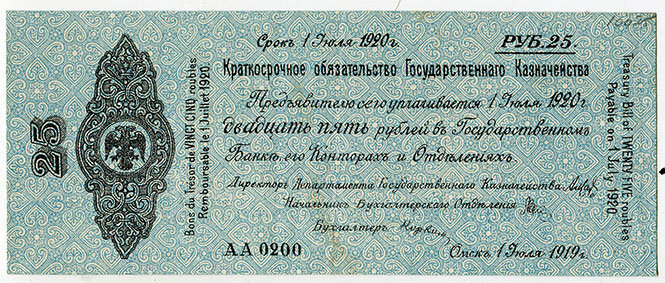 25
Bons du Trésor de VINGT CINQ roubles
Remboursable le 1 Juillet 1920.
Срокъ 1 Іюля 1920 г.
РУБ. 25.
Краткосрочное обязательство Государственнаго Казначейства
Предъявителю сего уплачивается 1 Іюля 1920 г.
двадцать пять рублей въ Государственномъ
Банкѣ, его Конторахъ и Отдѣленіяхъ.
Директоръ Департамента Государственнаго Казначейства
Начальникъ Бухгалтерскаго Отдѣленія
Бухгалтеръ
АА 0200
Омскъ 1 Іюля 1919 г.
Treasury Bill of TWENTY FIVE roubles
Payable on 1 July 1920